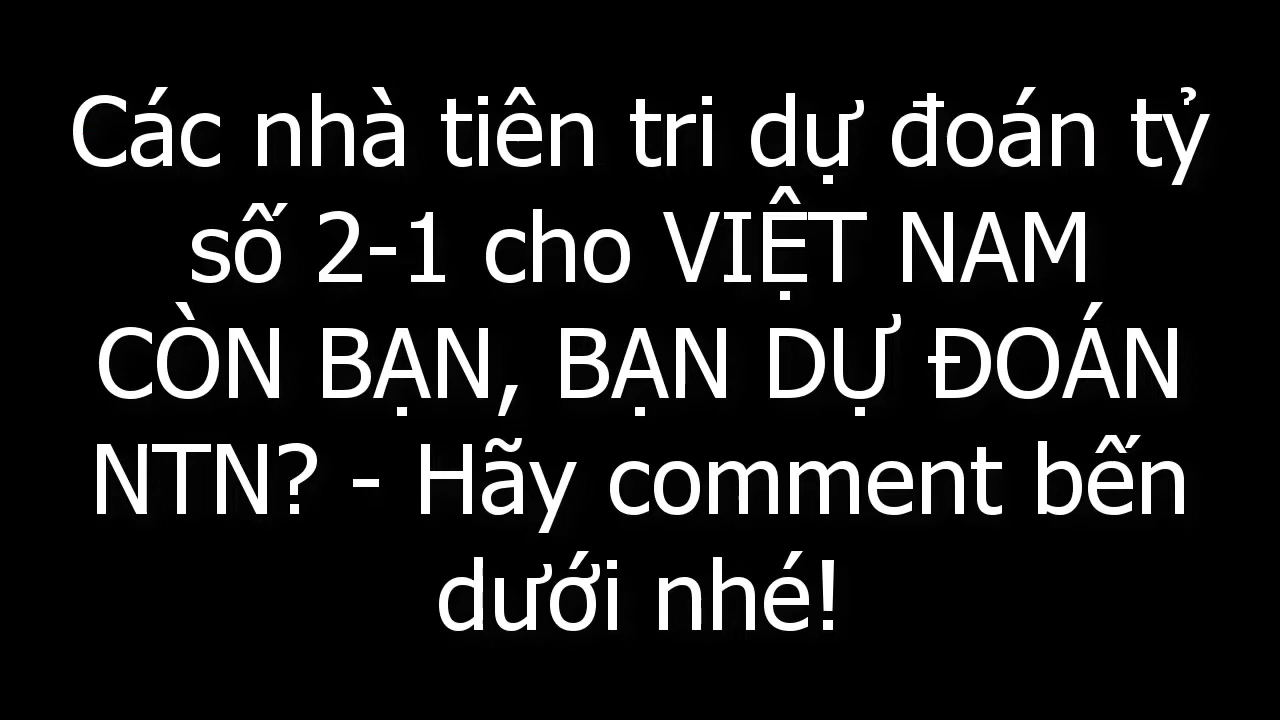 Các nhà tiên tri dự đoán tỷ
số 2-1 cho VIỆT NAM
CÒN BẠN, BẠN DỰ ĐOÁN
NTN? - Hãy comment bến
dưới nhé!